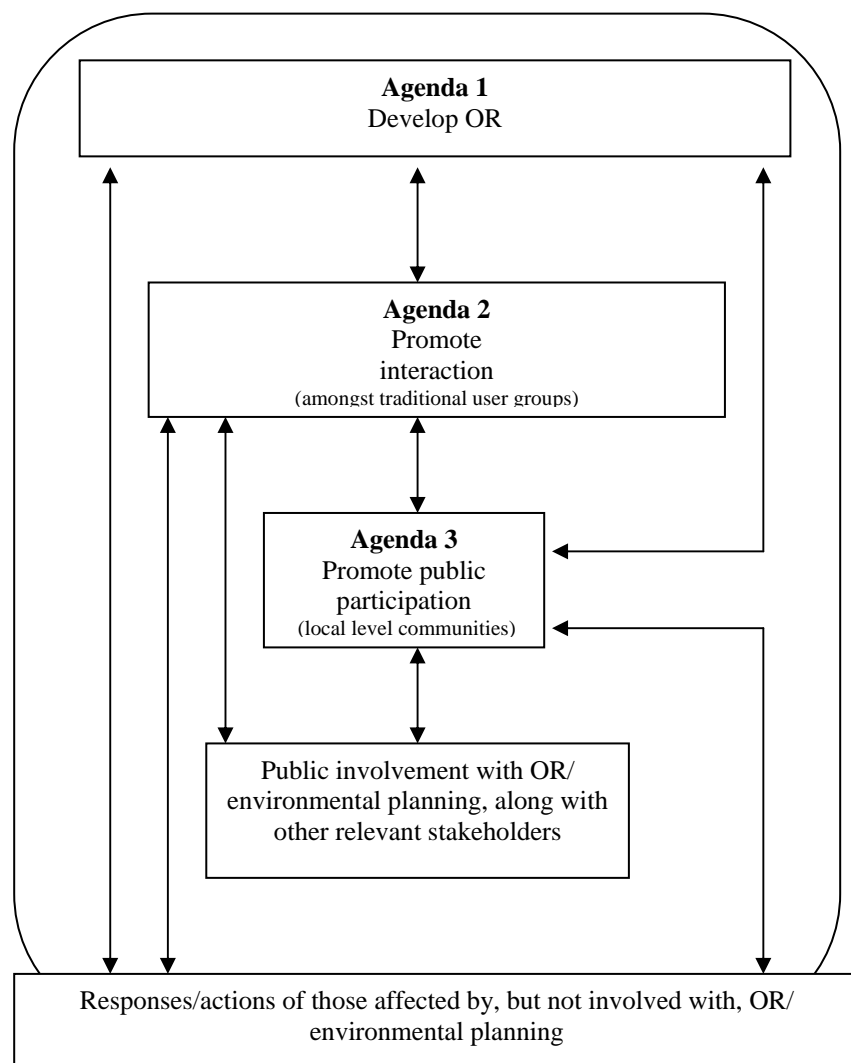 Agenda 1
Develop OR
Agenda 2
Promote
interaction
(amongst traditional user groups)
Agenda 3
Promote public
participation
(local level communities)
Public involvement with OR/
environmental planning, along with
other relevant stakeholders
Responses/actions of those affected by, but not involved with, OR/
environmental planning